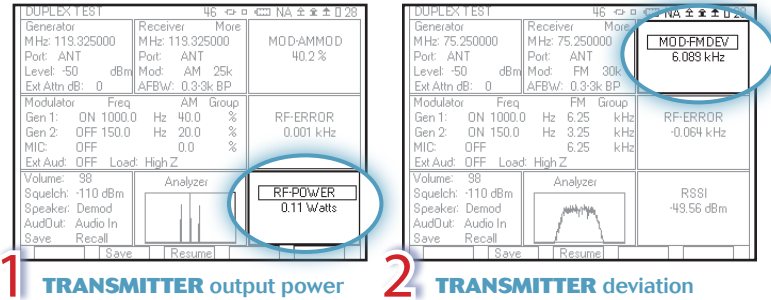 DUPLEX TEST 46 NA 28
Generator
MHz: 119.325000
Port: ANT
Level: -50 dBm
Ext Attn dB: 0
Receiver More
MHz: 119.325000
Port: ANT
Mod: AM 25k
AFBW: 0.3-3k BP
MOD-AMMOD
40.2 %
Modulator Freq AM Group
Gen 1: ON 1000.0 Hz 40.0 %
Gen 2: OFF 150.0 Hz 20.0 %
MIC: OFF 0.0 %
Ext Aud: OFF Load: High Z
RF-ERROR
0.001 kHz
Volume: 98
Squelch: -110 dBm
Speaker: Demod
AudOut: Audio In
Save Recall
Analyzer
RF-POWER
0.11 Watts
Save Resume
1 TRANSMITTER output power
DUPLEX TEST 46 NA 28
Generator
MHz: 75.250000
Port: ANT
Level: -50 dBm
Ext Attn dB: 0
Receiver More
MHz: 75.250000
Port: ANT
Mod: FM 30k
AFBW: 0.3-3k BP
MOD-FMDEV
6.089 kHz
Modulator Freq FM Group
Gen 1: ON 1000.0 Hz 6.25 kHz
Gen 2: ON 150.0 Hz 3.25 kHz
MIC: OFF 6.25 kHz
Ext Aud: OFF Load: High Z
RF-ERROR
-0.064 kHz
Volume: 98
Squelch: -110 dBm
Speaker: Demod
AudOut: Audio In
Save Recall
Analyzer
RSSI
-49.56 dBm
Save Resume
2 TRANSMITTER deviation